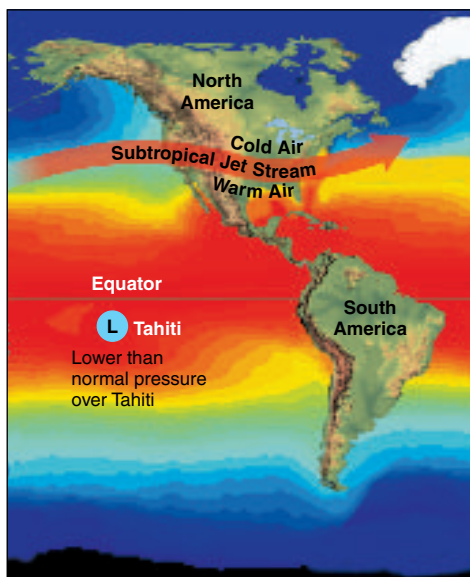 North
America
Cold Air
Subtropical Jet Stream
Warm Air
Equator
L Tahiti
Lower than
normal pressure
over Tahiti
South
America